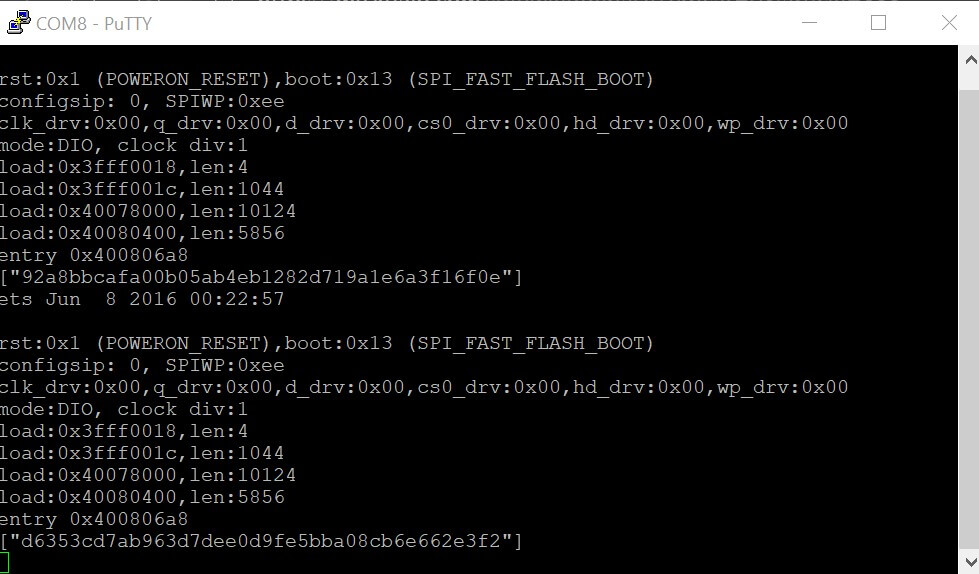 COM8 - PuTTY
rst:0x1 (POWERON_RESET),boot:0x13 (SPI_FAST_FLASH_BOOT)
configsip: 0, SPIWP:0xee
clk_drv:0x00,q_drv:0x00,d_drv:0x00,cs0_drv:0x00,hd_drv:0x00,wp_drv:0x00
mode:DIO, clock div:1
load:0x3fff0018,len:4
load:0x3fff001c,len:1044
load:0x40078000,len:10124
load:0x40080400,len:5856
entry 0x400806a8
["92a8bbcafa00b05ab4eb1282d719a1e6a3f16f0e"]
ets Jun  8 2016 00:22:57
rst:0x1 (POWERON_RESET),boot:0x13 (SPI_FAST_FLASH_BOOT)
configsip: 0, SPIWP:0xee
clk_drv:0x00,q_drv:0x00,d_drv:0x00,cs0_drv:0x00,hd_drv:0x00,wp_drv:0x00
mode:DIO, clock div:1
load:0x3fff0018,len:4
load:0x3fff001c,len:1044
load:0x40078000,len:10124
load:0x40080400,len:5856
entry 0x400806a8
["d6353cd7ab963d7dee0d9fe5bba08cb6e662e3f2"]